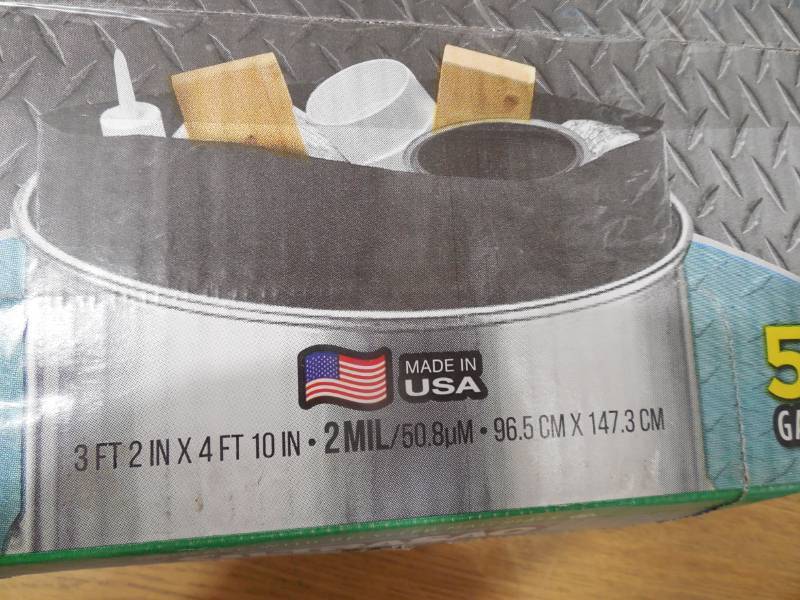 MADE IN
USA
3 FT 2 IN X 4 FT 10 IN • 2MIL/50.8µM • 96.5 CM X 147.3 CM
5